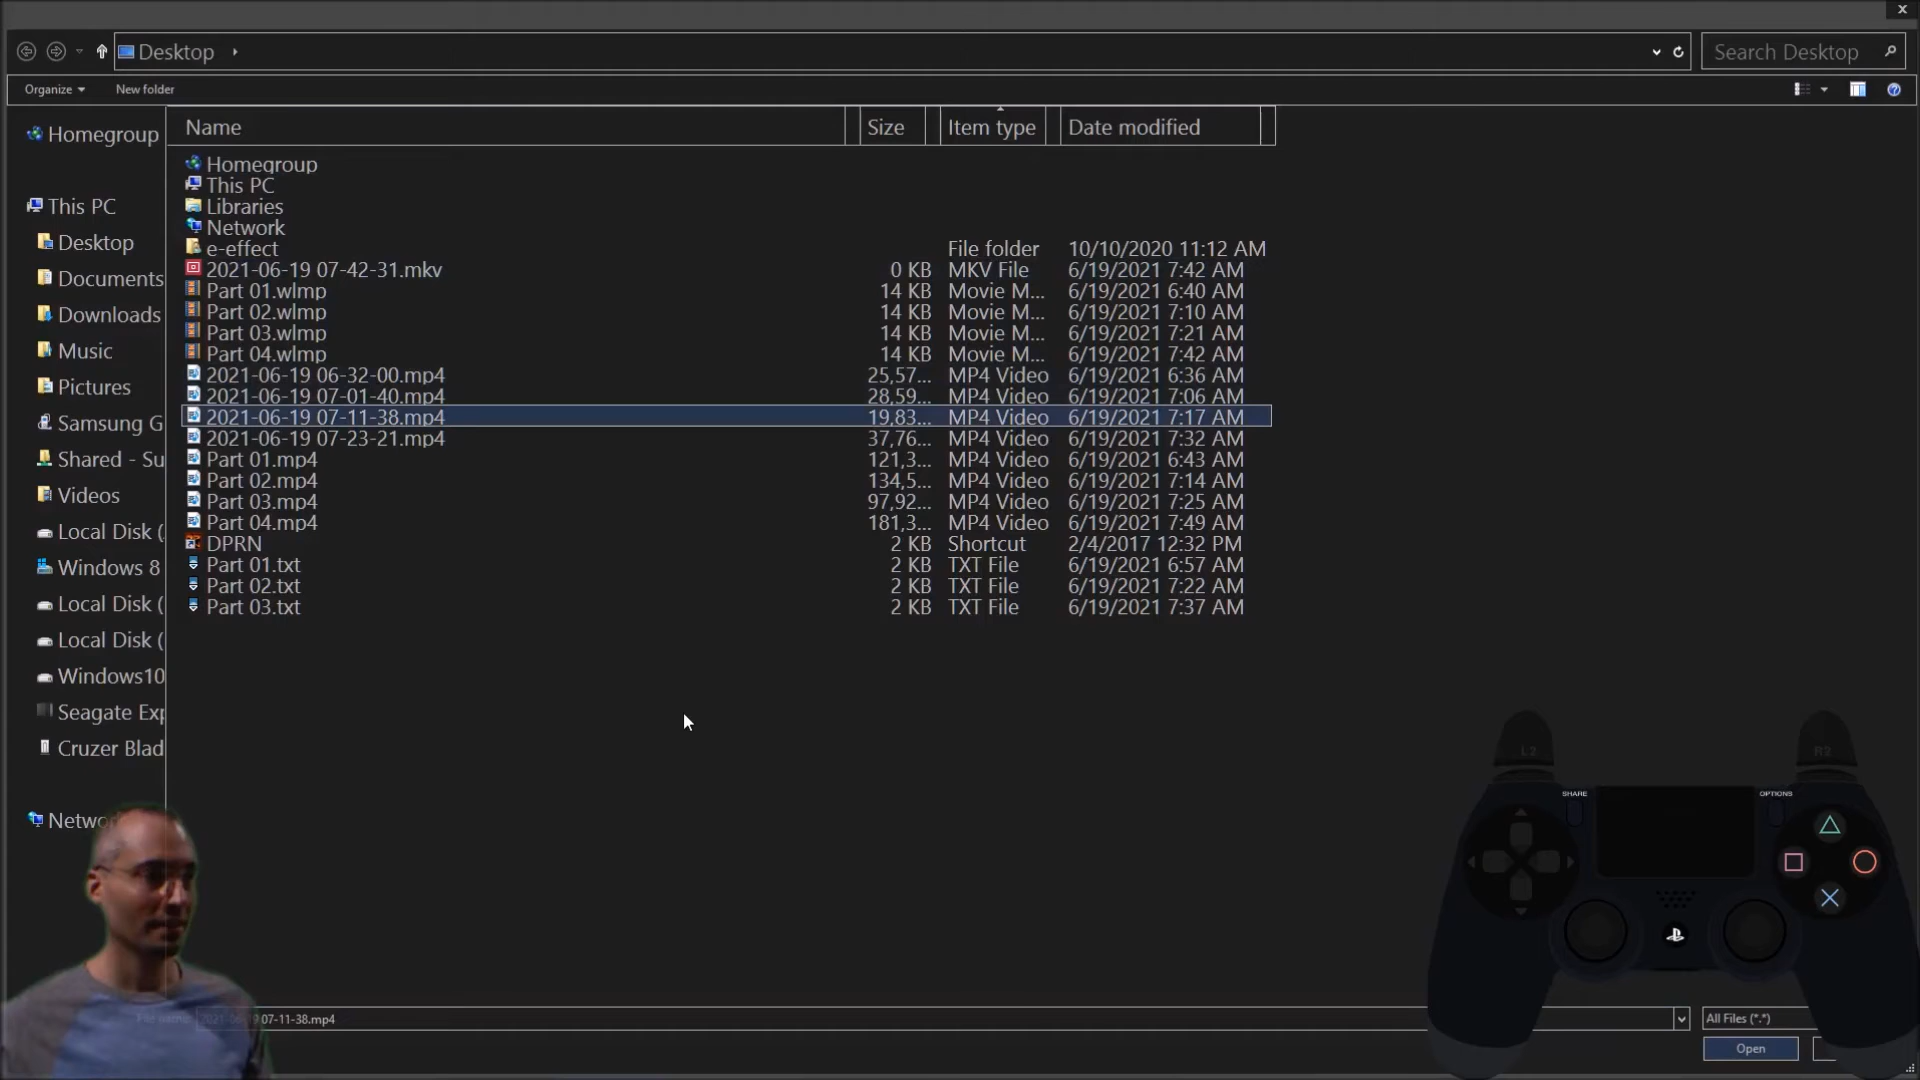 Desktop
Search Desktop
Organize
New folder
Name Size Item type Date modified
Homegroup
This PC
Desktop
Documents
Downloads
Music
Pictures
Samsung G
Shared - Su
Videos
Local Disk (
Windows 8
Local Disk (
Local Disk (
Windows10
Seagate Exp
Cruzer Blad
Netwo
Homegroup
This PC
Libraries
Network
e-effect File folder 10/10/2020 11:12 AM
2021-06-19 07-42-31.mkv 0 KB MKV File 6/19/2021 7:42 AM
Part 01.wlmp 14 KB Movie M... 6/19/2021 6:40 AM
Part 02.wlmp 14 KB Movie M... 6/19/2021 7:10 AM
Part 03.wlmp 14 KB Movie M... 6/19/2021 7:21 AM
Part 04.wlmp 14 KB Movie M... 6/19/2021 7:42 AM
2021-06-19 06-32-00.mp4 25,57... MP4 Video 6/19/2021 6:36 AM
2021-06-19 07-01-40.mp4 28,59... MP4 Video 6/19/2021 7:06 AM
2021-06-19 07-11-38.mp4 19,83... MP4 Video 6/19/2021 7:17 AM
2021-06-19 07-23-21.mp4 37,76... MP4 Video 6/19/2021 7:32 AM
Part 01.mp4 121,3... MP4 Video 6/19/2021 6:43 AM
Part 02.mp4 134,5... MP4 Video 6/19/2021 7:14 AM
Part 03.mp4 97,92... MP4 Video 6/19/2021 7:25 AM
Part 04.mp4 181,3... MP4 Video 6/19/2021 7:49 AM
DPRN 2 KB Shortcut 2/4/2017 12:32 PM
Part 01.txt 2 KB TXT File 6/19/2021 6:57 AM
Part 02.txt 2 KB TXT File 6/19/2021 7:22 AM
Part 03.txt 2 KB TXT File 6/19/2021 7:37 AM
L2
R2
SHARE
OPTIONS
File name: 2021-06-19 07-11-38.mp4
All Files (*.*)
Open